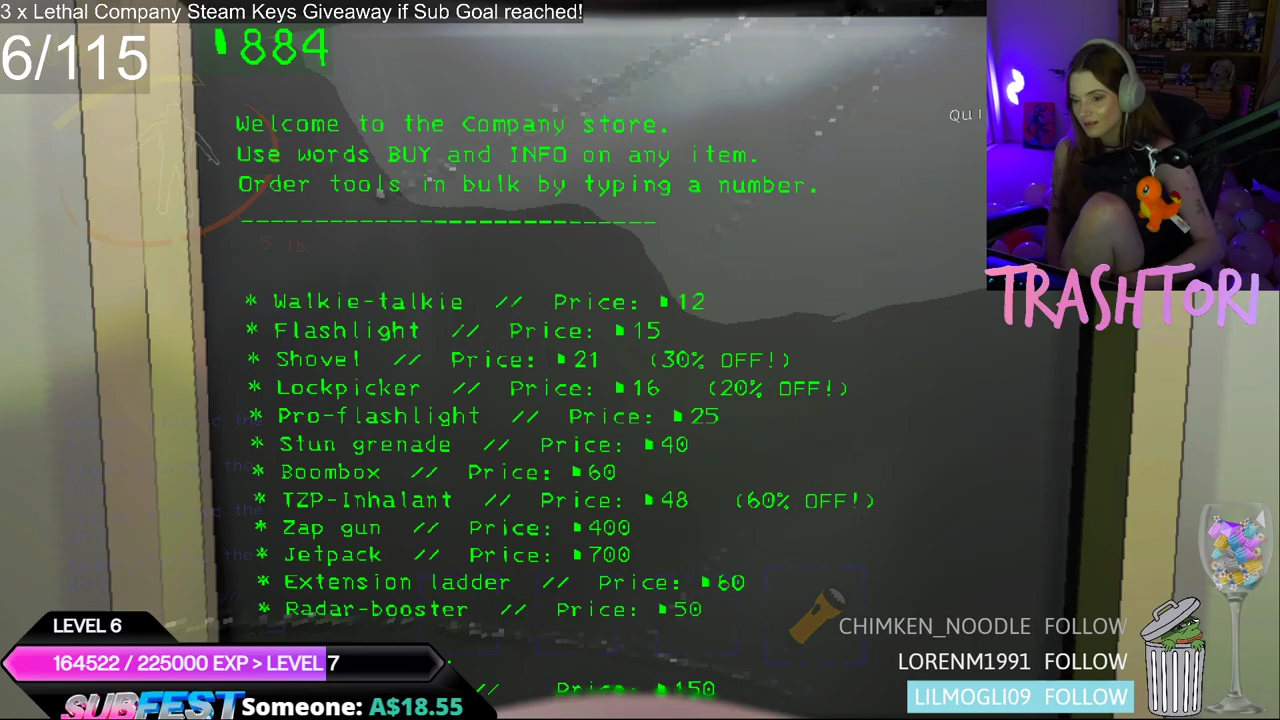 3 x Lethal Company Steam Keys Giveaway if Sub Goal reached!
6/115
884
Welcome to the Company store.
Use words BUY and INFO on any item.
Order tools in bulk by typing a number.
5 lb
* Walkie-talkie // Price: 12
* Flashlight // Price: 15
* Shovel // Price: 21 (30% OFF!)
* Lockpicker // Price: 16 (20% OFF!)
* Pro-flashlight // Price: 25
* Stun grenade // Price: 40
* Boombox // Price: 60
* TZP-Inhalant // Price: 48 (60% OFF!)
* Zap gun // Price: 400
* Jetpack // Price: 700
* Extension ladder // Price: 60
* Radar-booster // Price: 50
// Price: 150
TRASHTORI
LEVEL 6
164522 / 225000 EXP > LEVEL 7
SUBFEST
Someone: A$18.55
CHIMKEN_NOODLE FOLLOW
LORENM1991 FOLLOW
LILMOGLI09 FOLLOW